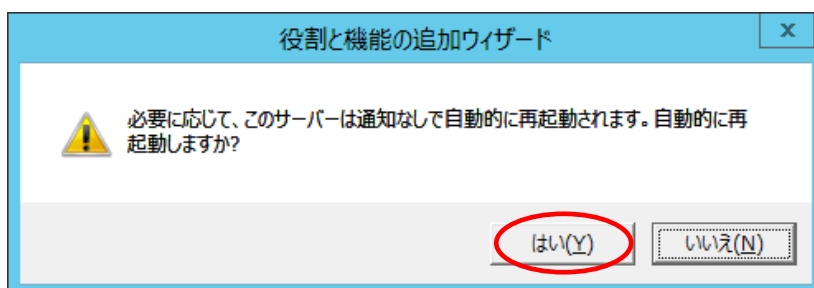 役割と機能の追加ウィザード
x
必要に応じて、このサーバーは通知なしで自動的に再起動されます。自動的に再
起動しますか?
はい(Y) いいえ(N)